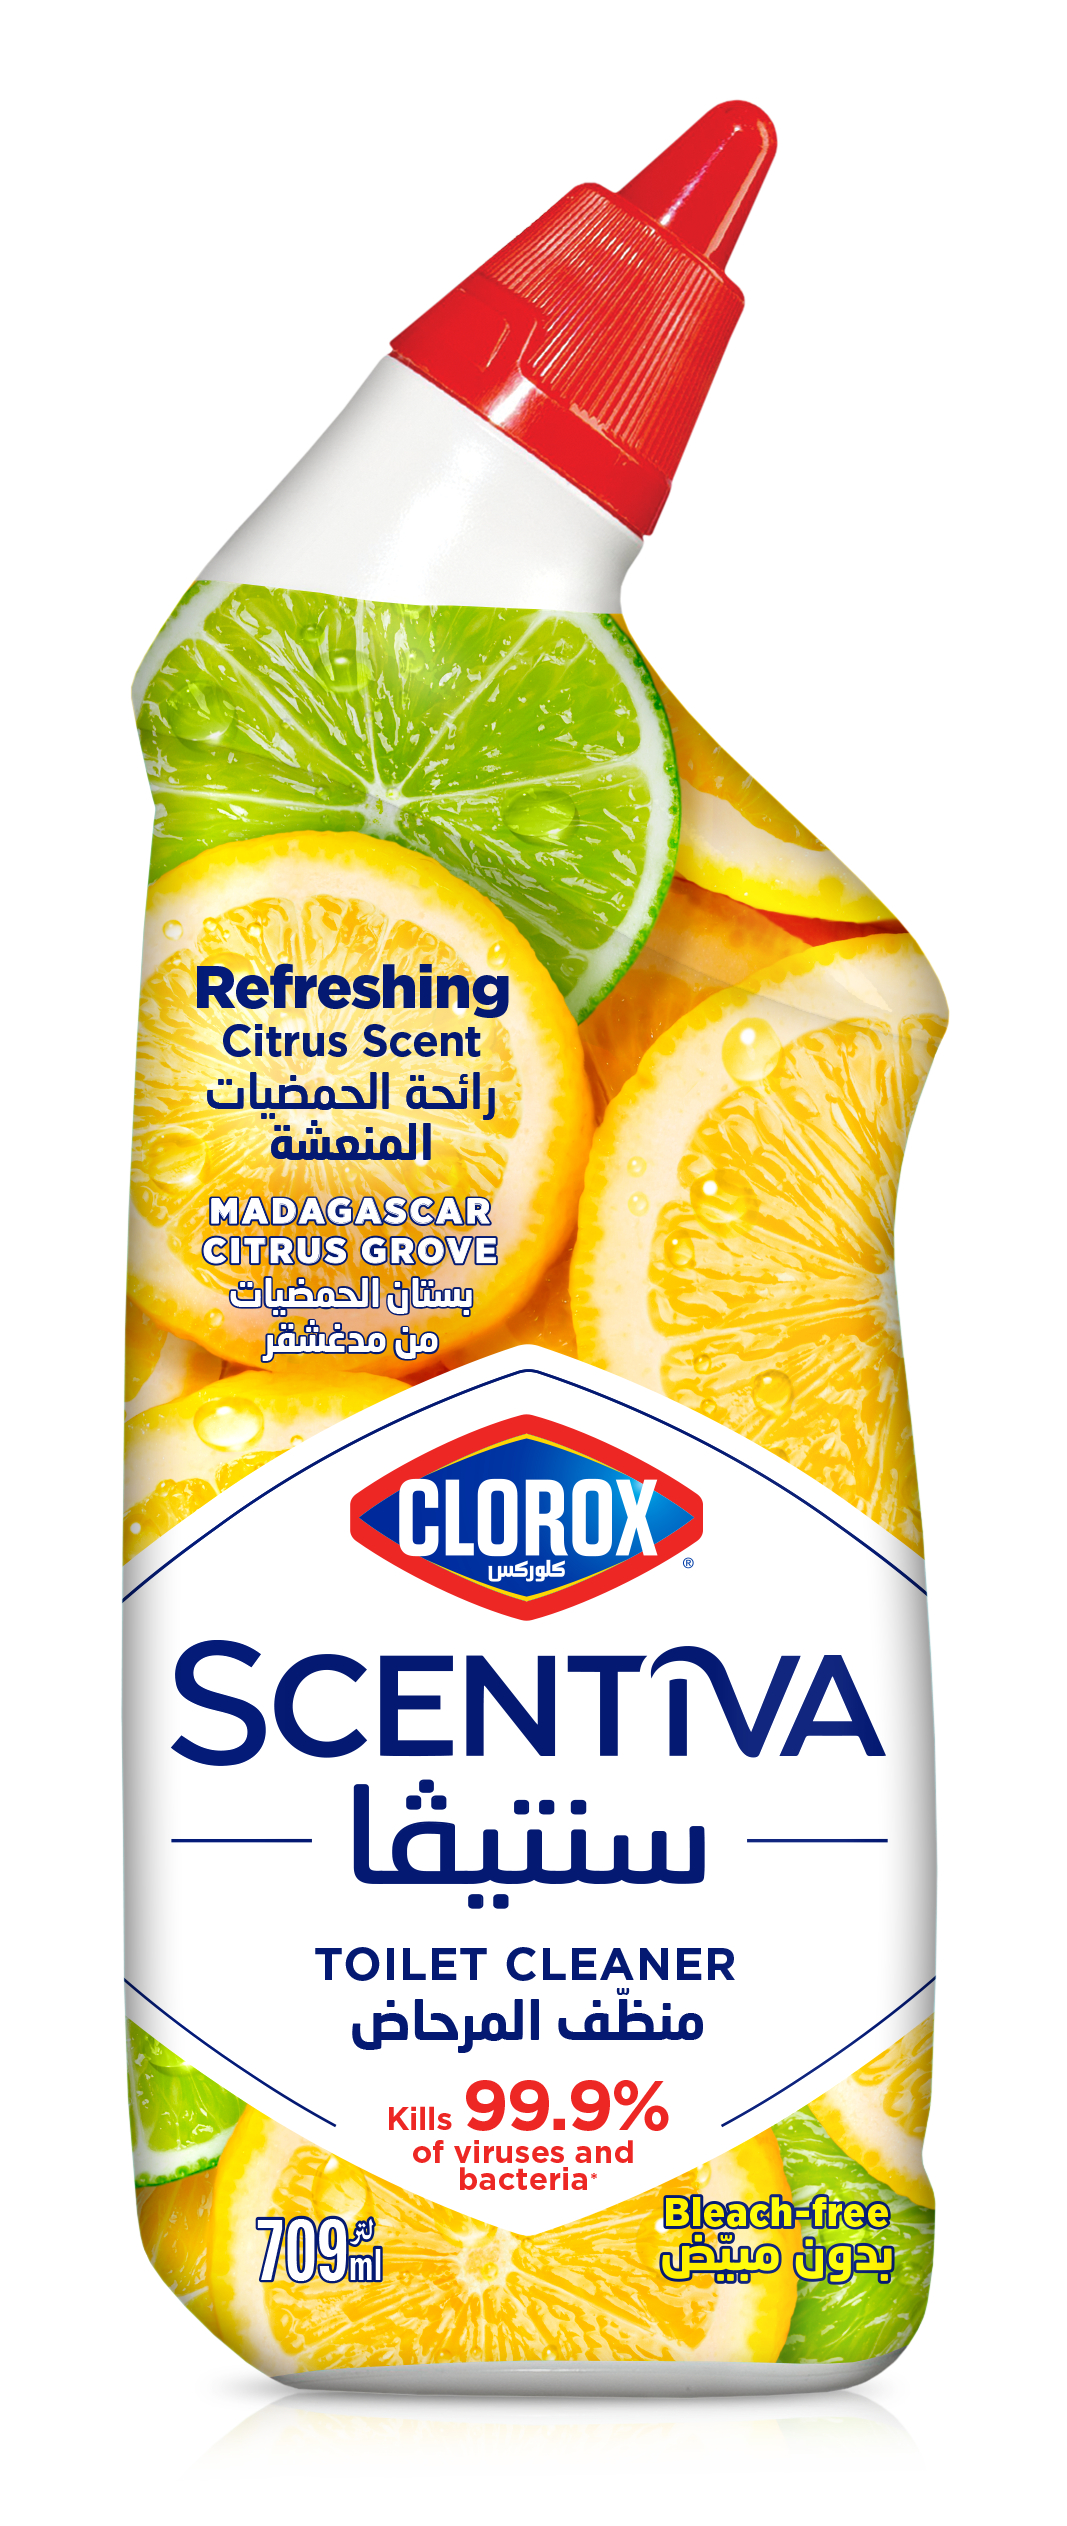 Refreshing
Citrus Scent
رائحة الحمضيات
المنعشة
MADAGASCAR
CITRUS GROVE
بستان الحمضيات
من مدغشقر
CLOROX
كلوركس
®
SCENTIVA
سنتيڤا
TOILET CLEANER
منظّف المرحاض
Kills 99.9%
of viruses and
bacteria*
709 لتر
ml
Bleach-free
بدون مبيّض